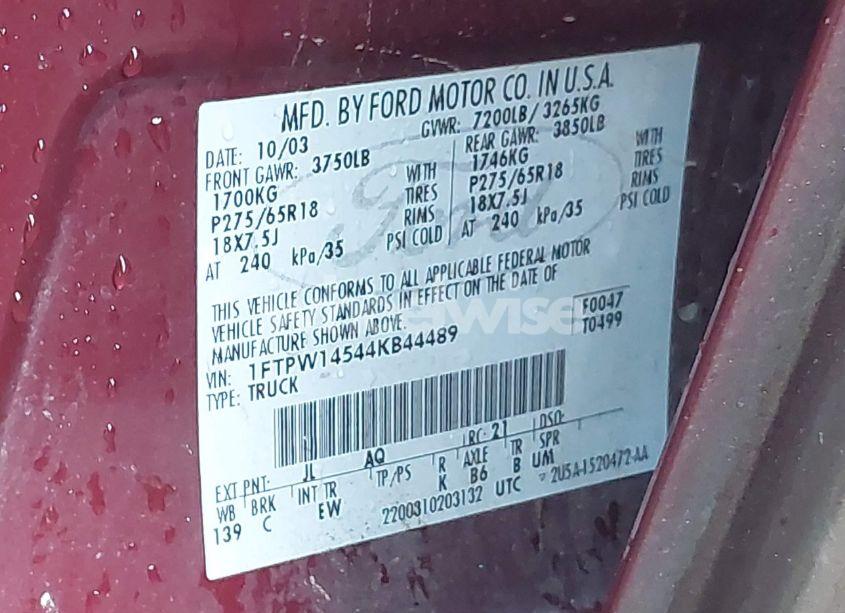 MFD. BY FORD MOTOR CO. IN U.S.A.
DATE: 10/03 GVWR: 7200LB/ 3265KG
FRONT GAWR: 3750LB REAR GAWR: 3850LB
1700KG WITH 1746KG WITH
P275/65R18 TIRES P275/65R18 TIRES
18X7.5J RIMS 18X7.5J RIMS
AT 240 kPa/35 PSI COLD AT 240 kPa/35 PSI COLD
Ford
THIS VEHICLE CONFORMS TO ALL APPLICABLE FEDERAL MOTOR
VEHICLE SAFETY STANDARDS IN EFFECT ON THE DATE OF
MANUFACTURE SHOWN ABOVE.
F0047
T0499
VIN: 1FTPW14544KB44489
TYPE: TRUCK
EXT PNT: JL AQ RC: 21 DSO:
WB BRK INT TR TP/PS R AXLE TR SPR
139 C EW K B6 B UM
2200310203132 UTC 2U5A-1520472-AA